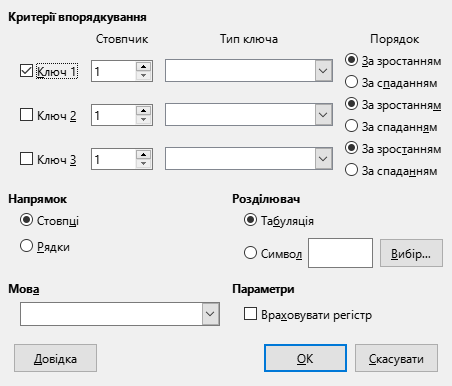 Критерії впорядкування
Стовпчик Тип ключа Порядок
Ключ 1 1 За зростанням
За спаданням
Ключ 2 1 За зростанням
За спаданням
Ключ 3 1 За зростанням
За спаданням
Напрямок Розділювач
Стовпці Табуляція
Рядки Символ Вибір...
Мова Параметри
Враховувати регістр
Довідка OK Скасувати